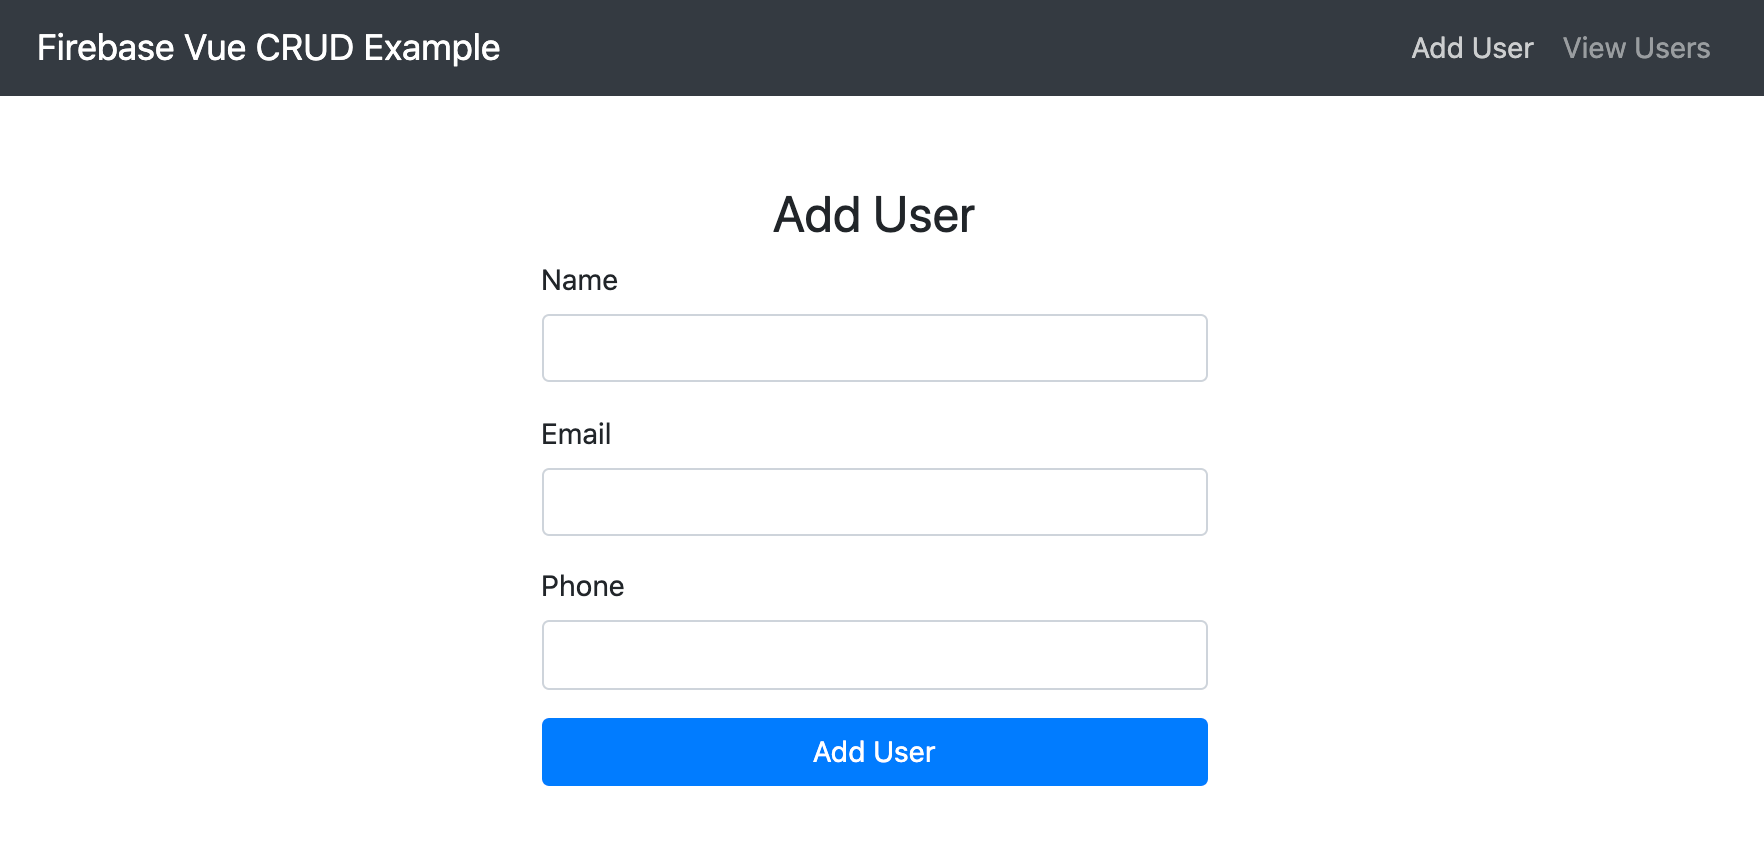 Firebase Vue CRUD Example
Add User
View Users
Add User
Name
Email
Phone
Add User